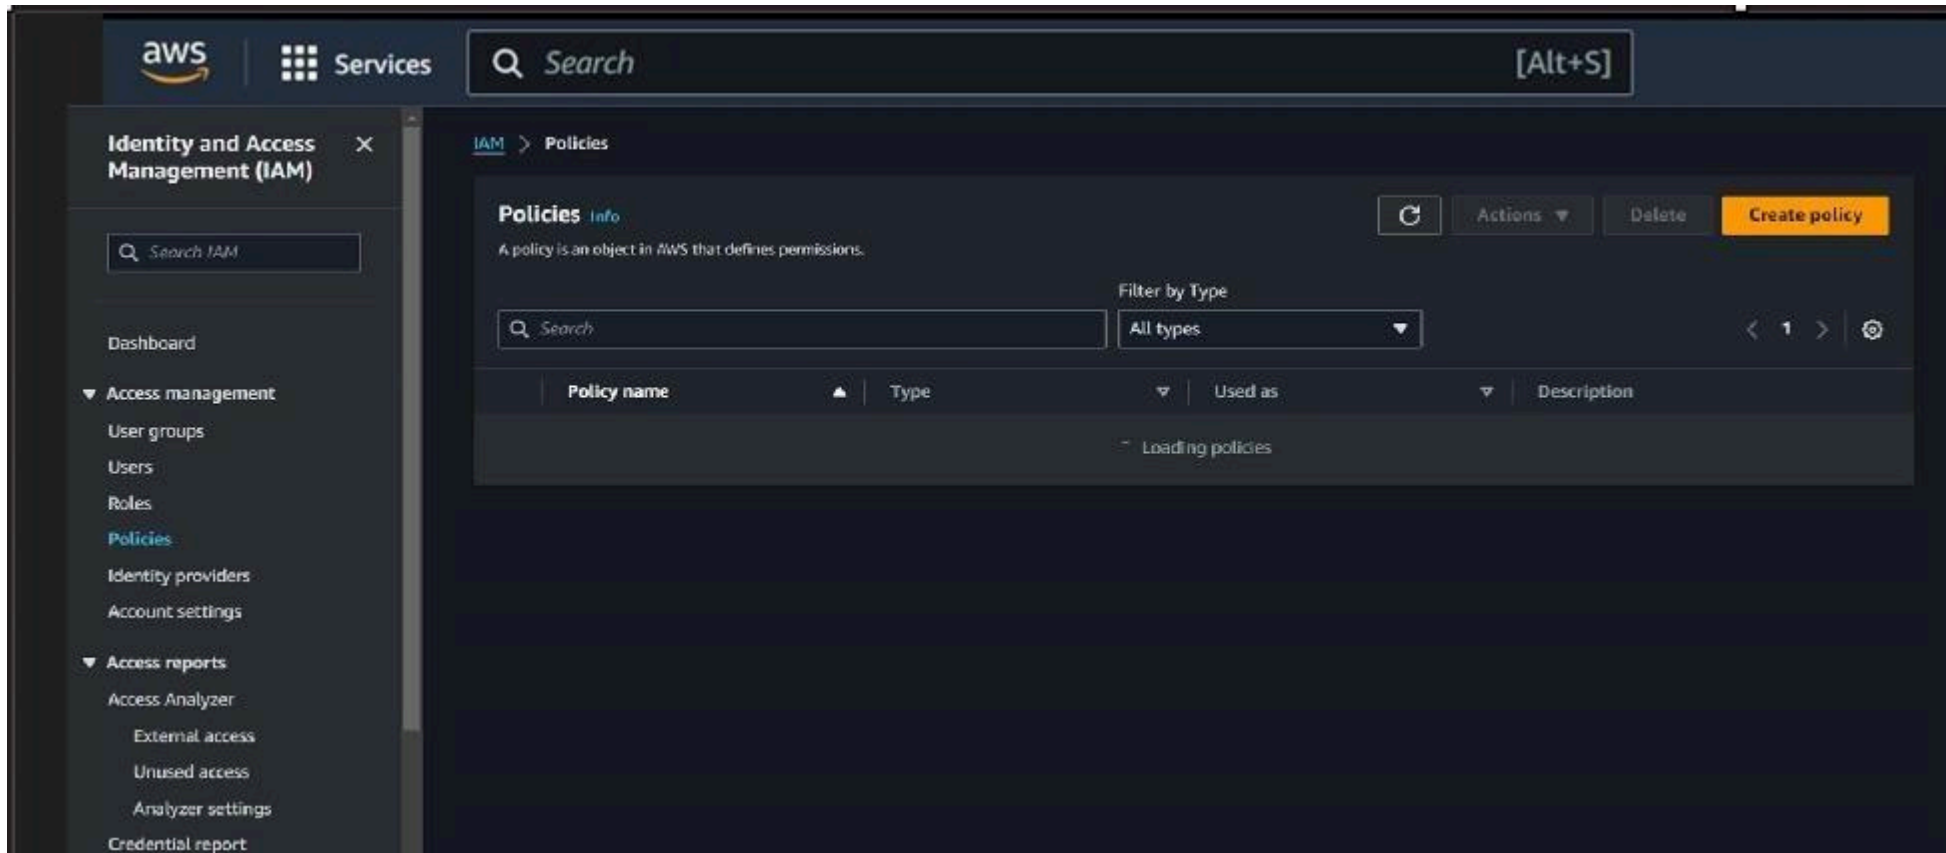 aws
Services
Search
[Alt+S]
Identity and Access
Management (IAM)
Search IAM
Dashboard
Access management
User groups
Users
Roles
Policies
Identity providers
Account settings
Access reports
Access Analyzer
External access
Unused access
Analyzer settings
Credential report
IAM > Policies
Policies Info
A policy is an object in AWS that defines permissions.
Actions
Delete
Create policy
Filter by Type
Search
All types
1
Policy name Type Used as Description
Loading policies